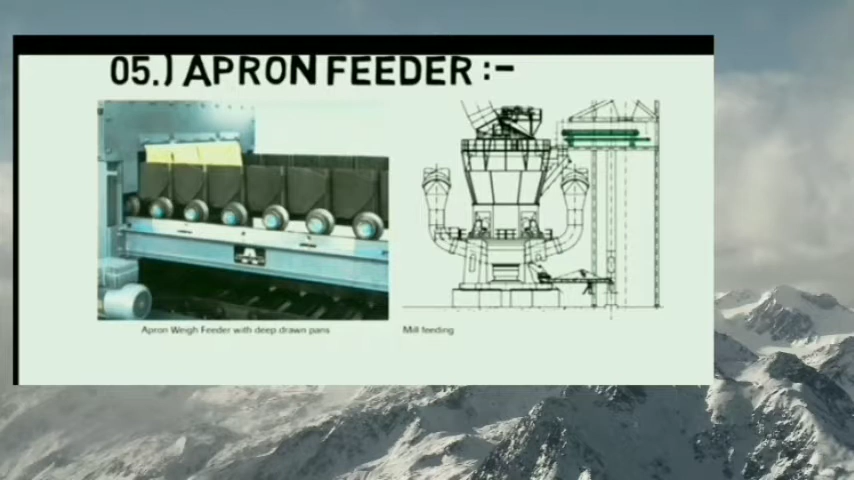 05.) APRON FEEDER :-
Apron Weigh Feeder with deep drawn pans
Mill feeding